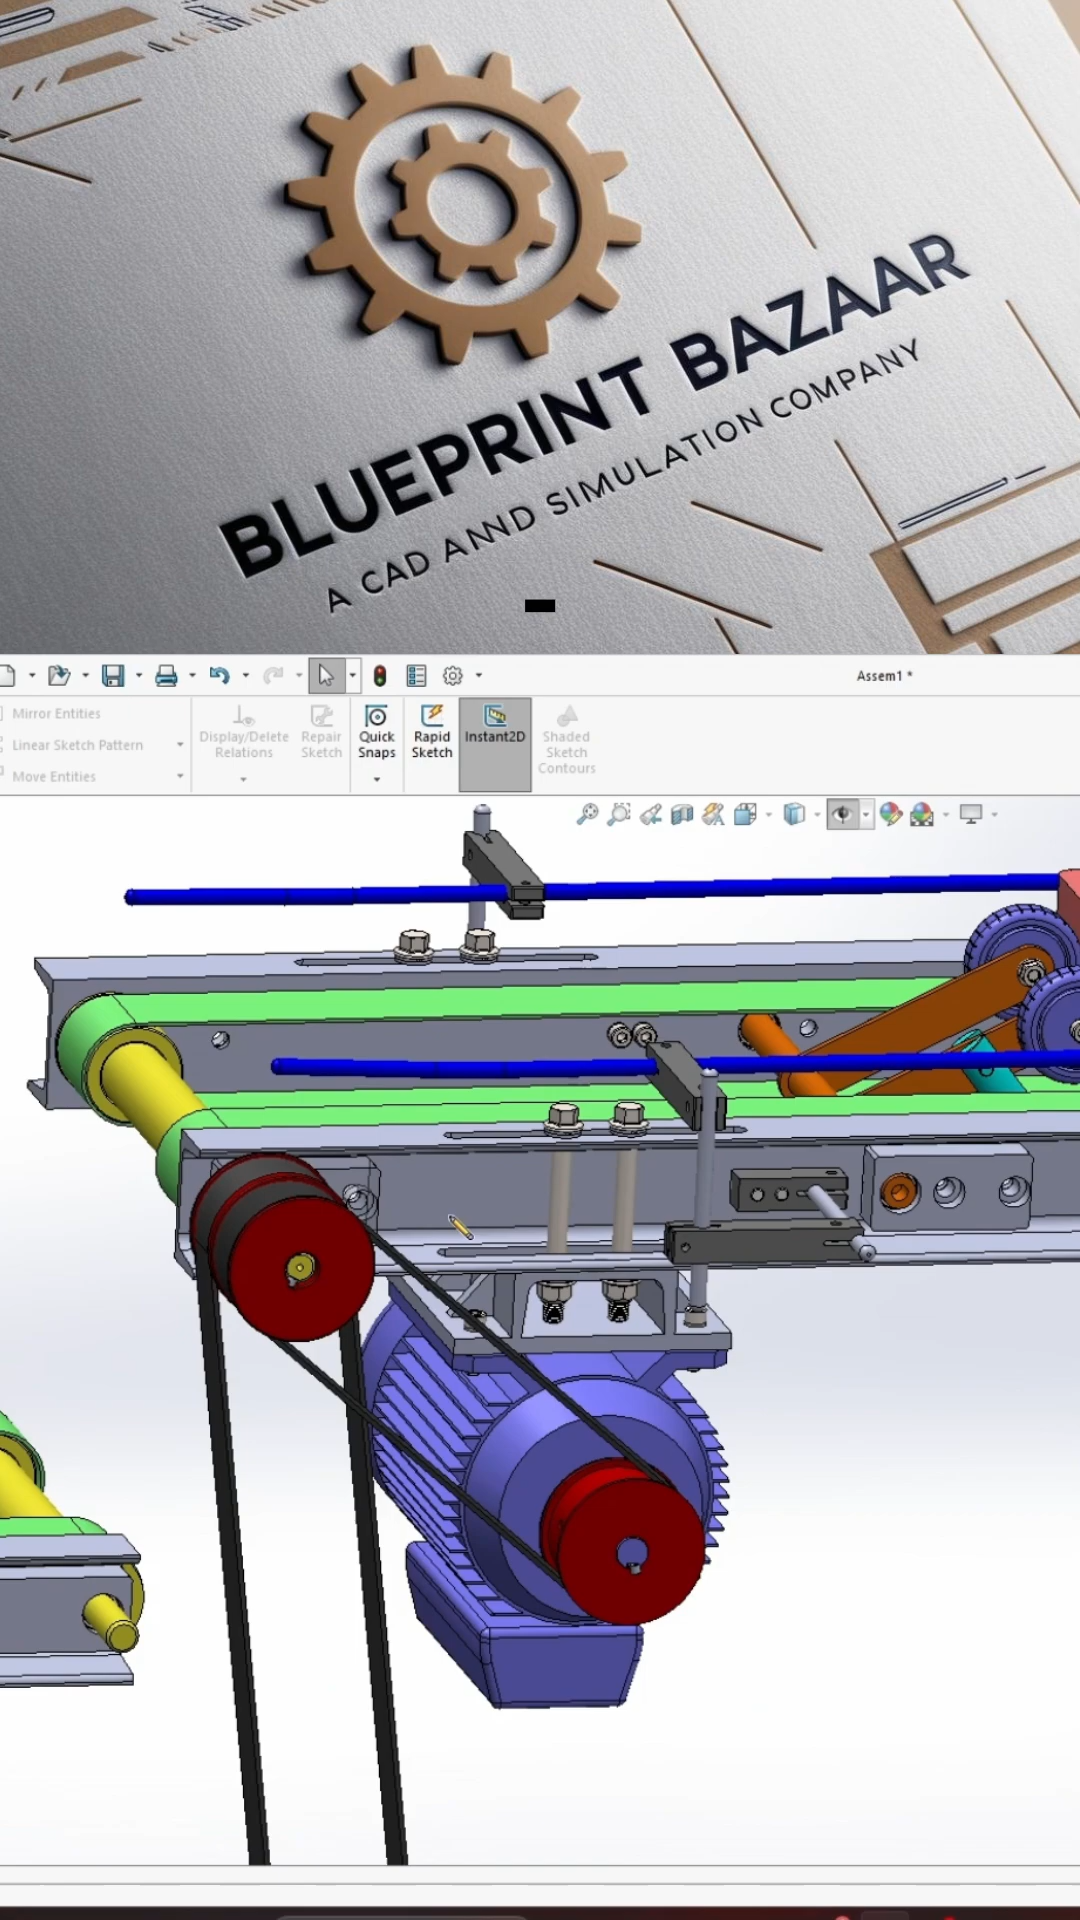 BLUEPRINT BAZAAR
A CAD ANND SIMULATION COMPANY
Assem1 *
Mirror Entities
Linear Sketch Pattern
Move Entities
Display/Delete
Relations
Repair
Sketch
Quick
Snaps
Rapid
Sketch
Instant2D
Shaded
Sketch
Contours